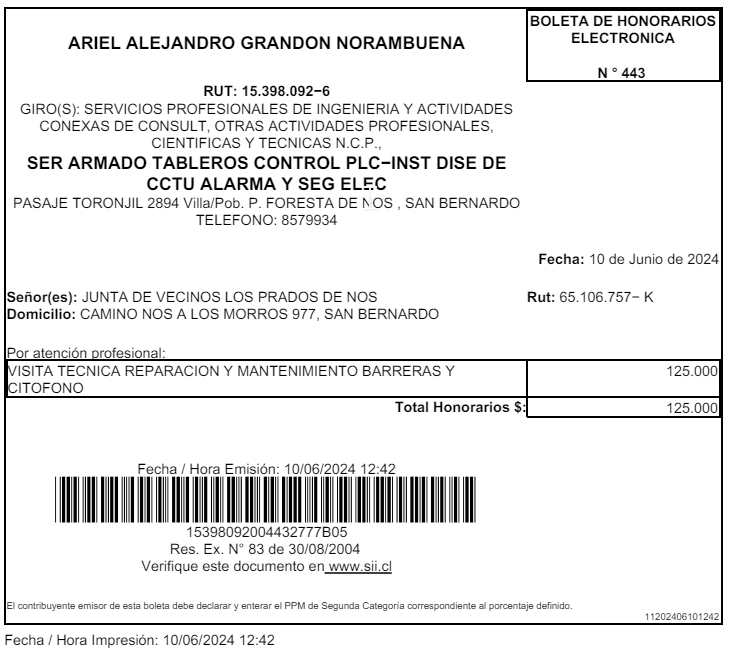 ARIEL ALEJANDRO GRANDON NORAMBUENA
BOLETA DE HONORARIOS
ELECTRONICA
N ° 443
RUT: 15.398.092−6
GIRO(S): SERVICIOS PROFESIONALES DE INGENIERIA Y ACTIVIDADES
CONEXAS DE CONSULT, OTRAS ACTIVIDADES PROFESIONALES,
CIENTIFICAS Y TECNICAS N.C.P.,
SER ARMADO TABLEROS CONTROL PLC−INST DISE DE
CCTU ALARMA Y SEG ELEC
PASAJE TORONJIL 2894 Villa/Pob. P. FORESTA DE NOS , SAN BERNARDO
TELEFONO: 8579934
Fecha: 10 de Junio de 2024
Señor(es): JUNTA DE VECINOS LOS PRADOS DE NOS Rut: 65.106.757− K
Domicilio: CAMINO NOS A LOS MORROS 977, SAN BERNARDO
Por atención profesional:
VISITA TECNICA REPARACION Y MANTENIMIENTO BARRERAS Y 125.000
CITOFONO
Total Honorarios $: 125.000
Fecha / Hora Emisión: 10/06/2024 12:42
15398092004432777B05
Res. Ex. N° 83 de 30/08/2004
Verifique este documento en www.sii.cl
El contribuyente emisor de esta boleta debe declarar y enterar el PPM de Segunda Categoría correspondiente al porcentaje definido.
11202406101242
Fecha / Hora Impresión: 10/06/2024 12:42